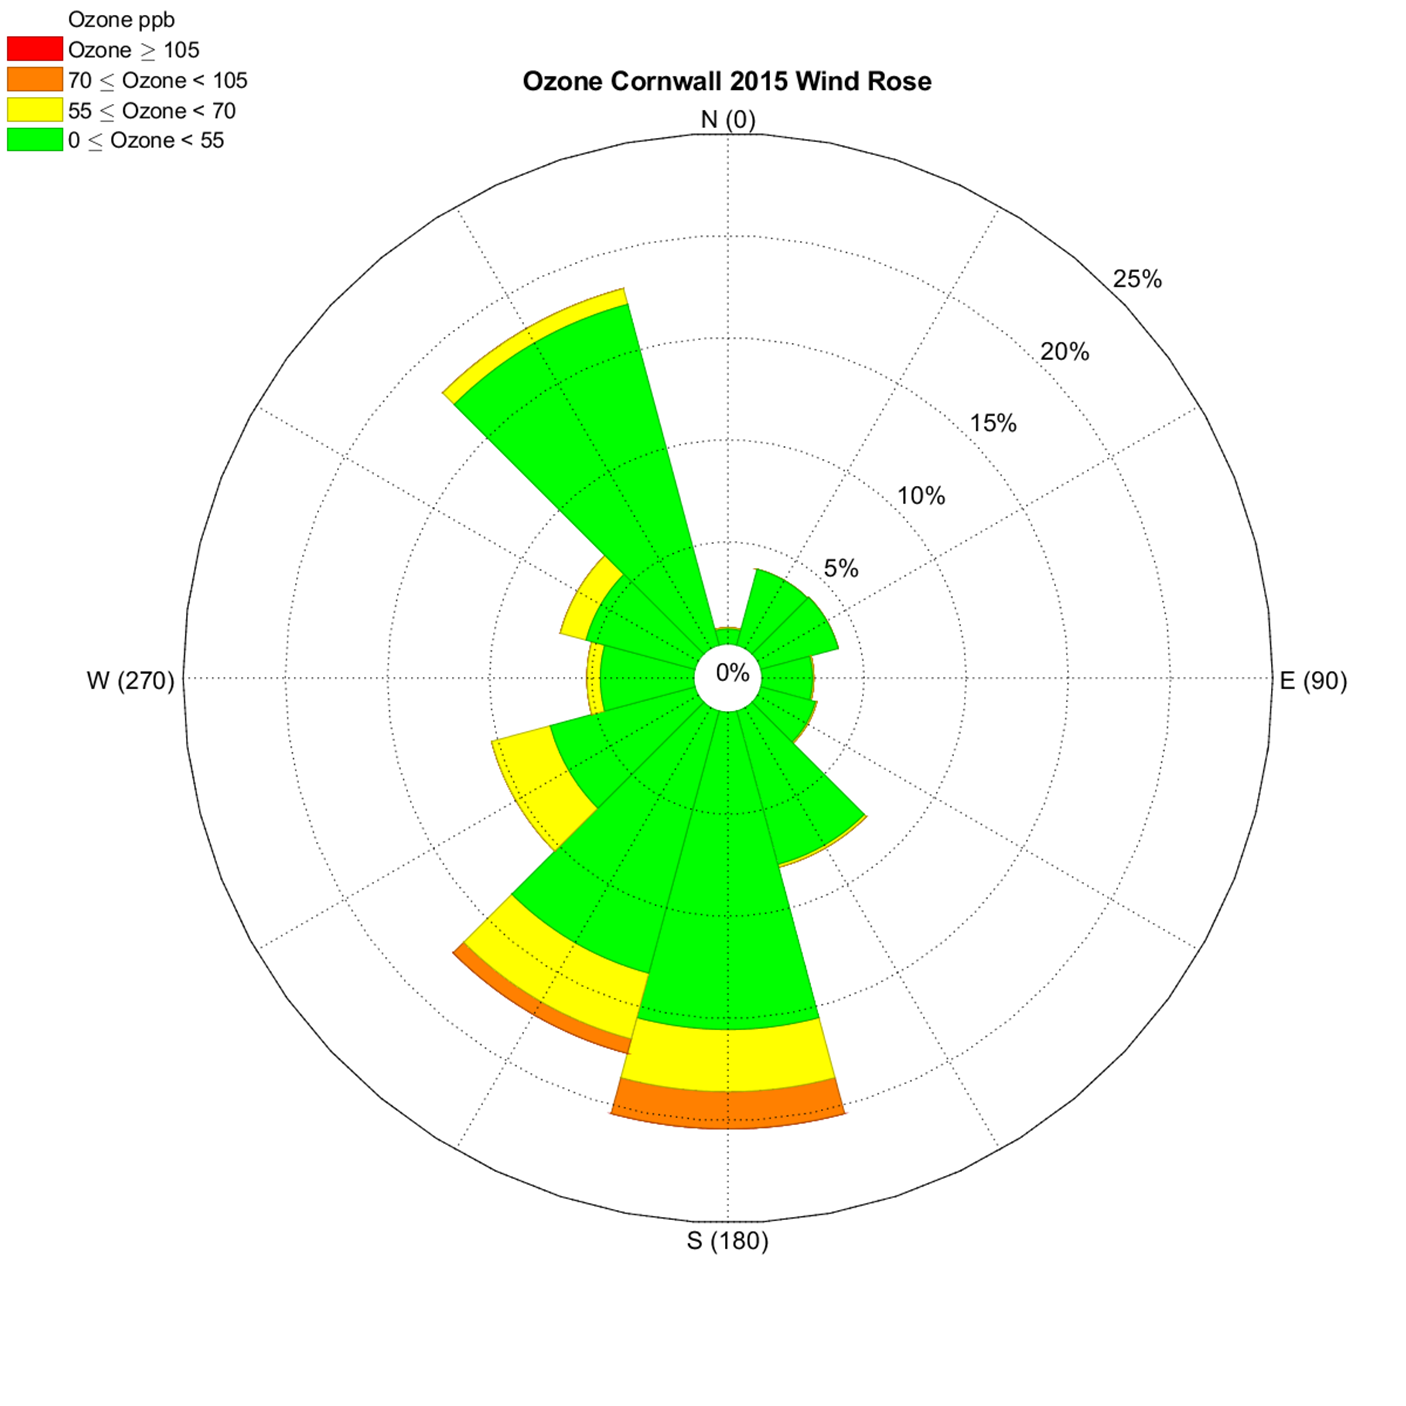 Ozone ppb
Ozone ≥ 105
70 ≤ Ozone < 105
55 ≤ Ozone < 70
0 ≤ Ozone < 55
Ozone Cornwall 2015 Wind Rose
N (0)
25%
20%
15%
10%
5%
0%
W (270)
E (90)
S (180)